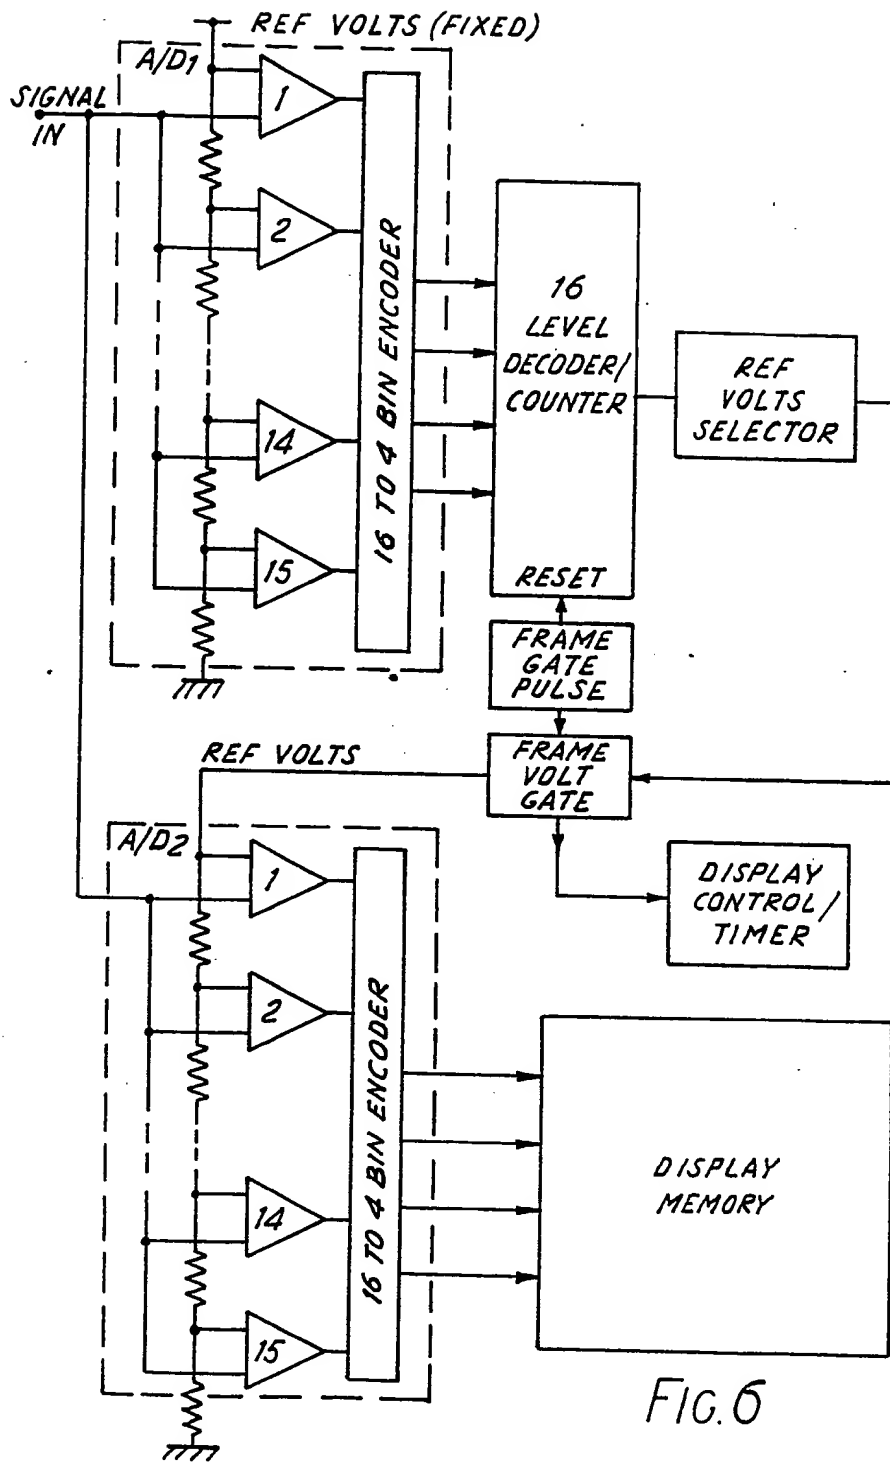 REF VOLTS (FIXED)
A/D1
SIGNAL
IN
1
2
14
15
16 TO 4 BIN ENCODER
16
LEVEL
DECODER/
COUNTER
RESET
REF
VOLTS
SELECTOR
FRAME
GATE
PULSE
REF VOLTS
FRAME
VOLT
GATE
A/D2
1
2
14
15
16 TO 4 BIN ENCODER
DISPLAY
CONTROL/
TIMER
DISPLAY
MEMORY
FIG.6